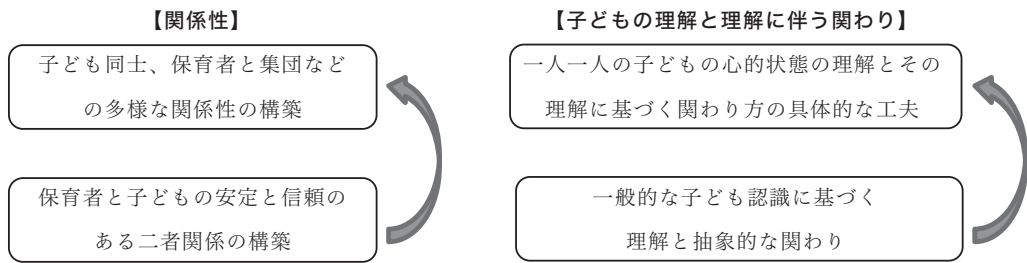 【関係性】
子ども同士、保育者と集団など
の多様な関係性の構築
保育者と子どもの安定と信頼の
ある二者関係の構築
【子どもの理解と理解に伴う関わり】
一人一人の子どもの心的状態の理解とその
理解に基づく関わり方の具体的な工夫
一般的な子ども認識に基づく
理解と抽象的な関わり